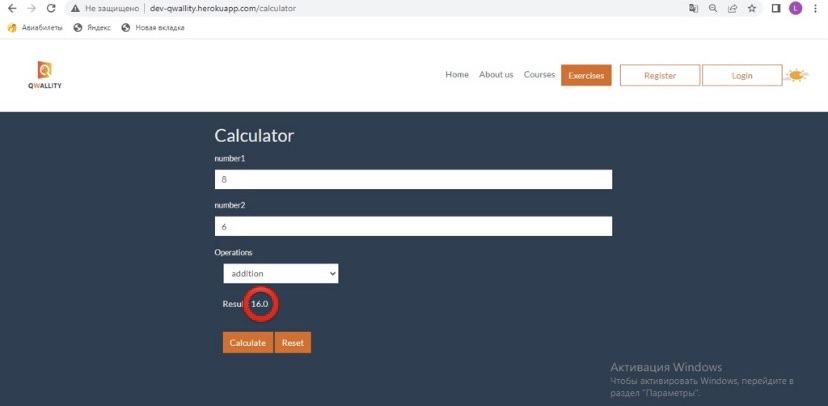 Не защищено | dev-qwallity.herokuapp.com/calculator
Авиабилеты Яндекс Новая вкладка
L
QWALLITY
Home About us Courses Exercises Register Login
Calculator
number1
8
number2
6
Operations
addition
Resul 16.0
Calculate Reset
Активация Windows
Чтобы активировать Windows, перейдите в
раздел "Параметры".